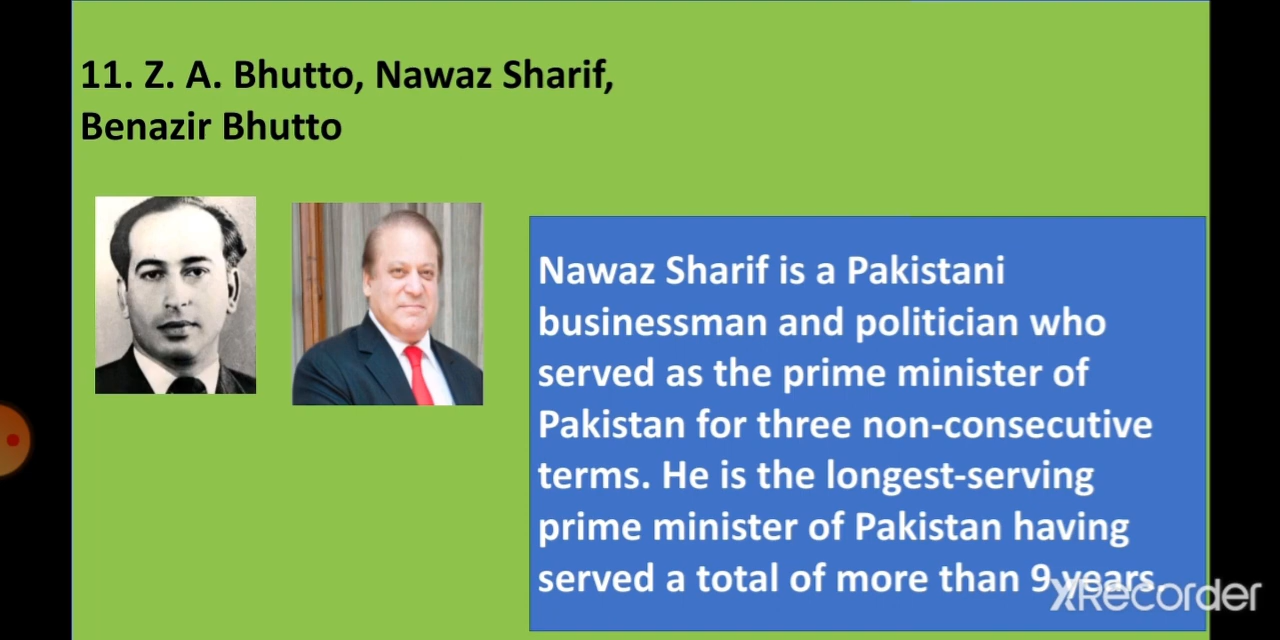 11. Z. A. Bhutto, Nawaz Sharif,
Benazir Bhutto
Nawaz Sharif is a Pakistani
businessman and politician who
served as the prime minister of
Pakistan for three non-consecutive
terms. He is the longest-serving
prime minister of Pakistan having
served a total of more than 9 years.
XRecorder